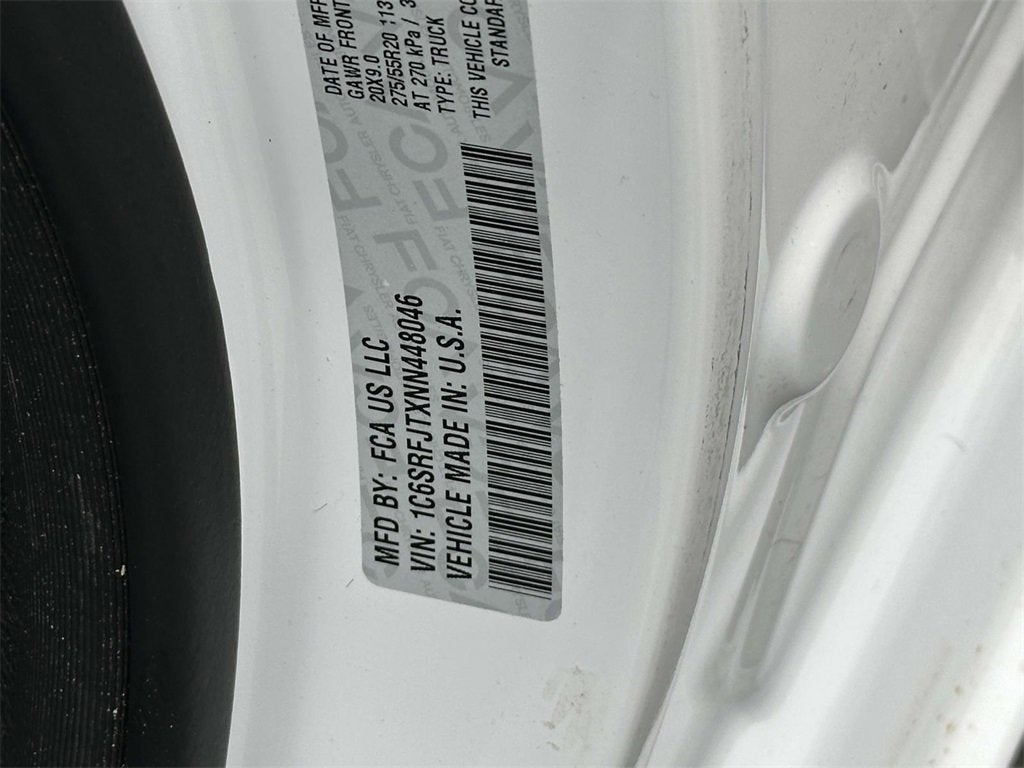 MFD BY: FCA US LLC
VIN: 1C6SRFJTXNN448046
VEHICLE MADE IN: U.S.A.
DATE OF MFR
GAWR FRONT
20X9.0
275/55R20 113
AT 270 kPa / 3
TYPE: TRUCK
THIS VEHICLE CO
STANDAR